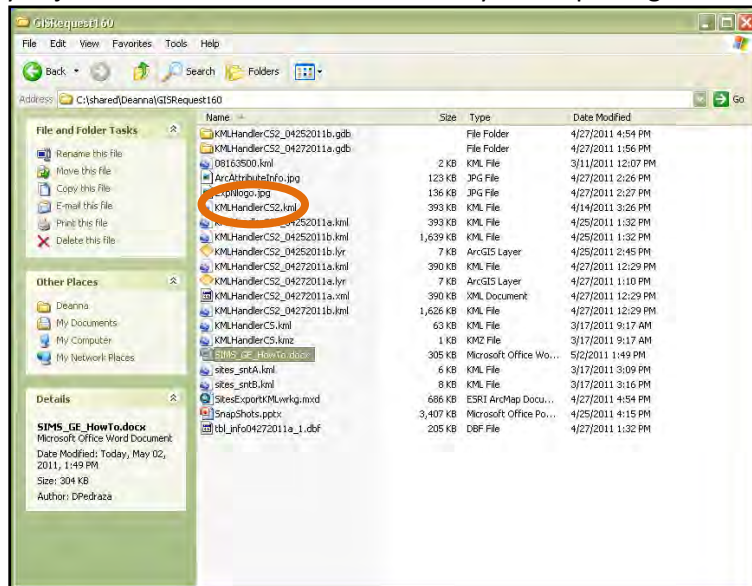 GISRequest160
File Edit View Favorites Tools Help
Back Search Folders
Address C:\shared\Deanna\GISRequest160 Go
File and Folder Tasks
Rename this file
Move this file
Copy this file
E-mail this file
Print this file
Delete this file
Other Places
Deanna
My Documents
My Computer
My Network Places
Details
SIMS_GE_HowTo.docx
Microsoft Office Word Document
Date Modified: Today, May 02,
2011, 1:49 PM
Size: 304 KB
Author: DPedraza
Name Size Type Date Modified
KMLHandlerCS2_04252011b.gdb File Folder 4/27/2011 4:54 PM
KMLHandlerCS2_04272011a.gdb File Folder 4/27/2011 1:56 PM
08163500.kml 2 KB KML File 3/11/2011 12:07 PM
ArcAttributeInfo.jpg 123 KB JPG File 4/27/2011 2:26 PM
ExpNlogo.jpg 136 KB JPG File 4/27/2011 2:27 PM
KMLHandlerCS2.kml 393 KB KML File 4/14/2011 3:26 PM
KMLHandlerCS2_04252011a.kml 393 KB KML File 4/25/2011 1:32 PM
KMLHandlerCS2_04252011b.kml 1,639 KB KML File 4/25/2011 1:32 PM
KMLHandlerCS2_04252011b.lyr 7 KB ArcGIS Layer 4/25/2011 2:45 PM
KMLHandlerCS2_04272011a.kml 390 KB KML File 4/27/2011 12:29 PM
KMLHandlerCS2_04272011a.lyr 7 KB ArcGIS Layer 4/27/2011 1:10 PM
KMLHandlerCS2_04272011a.xml 390 KB XML Document 4/27/2011 12:29 PM
KMLHandlerCS2_04272011b.kml 1,626 KB KML File 4/27/2011 12:29 PM
KMLHandlerCS.kml 63 KB KML File 3/17/2011 9:17 AM
KMLHandlerCS.kmz 1 KB KMZ File 3/17/2011 9:17 AM
SIMS_GE_HowTo.docx 305 KB Microsoft Office Wo... 5/2/2011 1:49 PM
sites_sntA.kml 6 KB KML File 3/17/2011 3:09 PM
sites_sntB.kml 8 KB KML File 3/17/2011 3:16 PM
SitesExportKMLwrkg.mxd 686 KB ESRI ArcMap Docu... 4/27/2011 4:54 PM
SnapShots.pptx 3,407 KB Microsoft Office Po... 4/25/2011 4:15 PM
tbl_info04272011a_1.dbf 205 KB DBF File 4/27/2011 1:32 PM